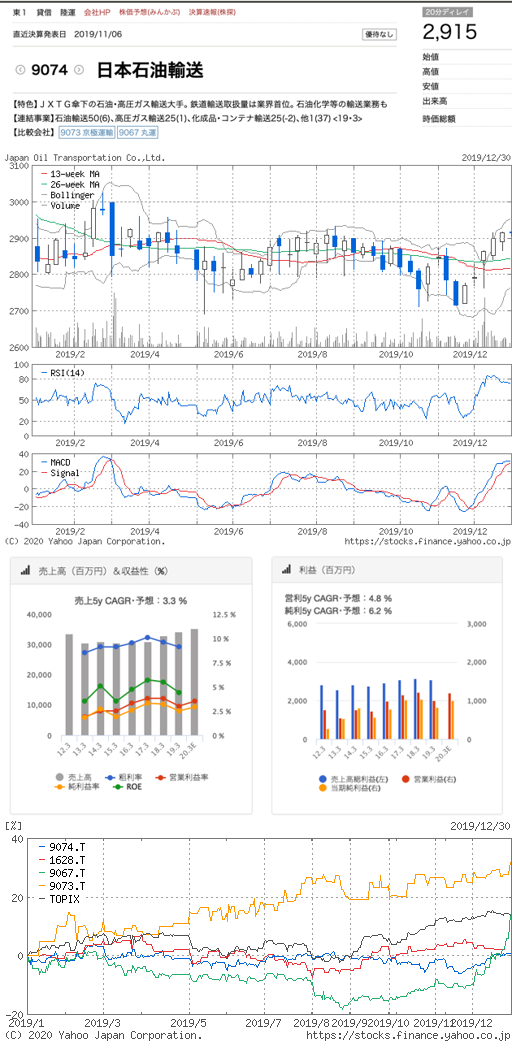 東1 貸借 陸運 会社HP 株価予想(みんかぶ) 決算速報(株探)
20分ディレイ
直近決算発表日 2019/11/06
優待なし
2,915
9074 日本石油輸送
始値
高値
安値
出来高
時価総額
【特色】ＪＸＴＧ傘下の石油・高圧ガス輸送大手。鉄道輸送取扱量は業界首位。石油化学等の輸送業務も
【連結事業】石油輸送50(6)、高圧ガス輸送25(1)、化成品・コンテナ輸送25(-2)、他1(37) <19・3>
【比較会社】 9073 京極運輸 9067 丸運
Japan Oil Transportation Co.,Ltd. 2019/12/30
3100
13-week MA
26-week MA
Bollinger
Volume
3000
2900
2800
2700
2600
2019/2 2019/4 2019/6 2019/8 2019/10 2019/12
100
RSI(14)
80
50
20
0
2019/2 2019/4 2019/6 2019/8 2019/10 2019/12
40
MACD
Signal
20
0
−20
−40
2019/2 2019/4 2019/6 2019/8 2019/10 2019/12
(C) 2020 Yahoo Japan Corporation. https://stocks.finance.yahoo.co.jp
売上高（百万円）＆収益性（%）
売上5y CAGR・予想：3.3 %
40,000 12.5 %
30,000 10 %
7.5 %
20,000
5 %
10,000
2.5 %
0 0 %
12.3 13.3 14.3 15.3 16.3 17.3 18.3 19.3 20.3E
売上高 粗利率 営業利益率
純利益率 ROE
利益（百万円）
営利5y CAGR・予想：4.8 %
純利5y CAGR・予想：6.2 %
6,000 3,000
4,000 2,000
2,000 1,000
0 0
12.3 13.3 14.3 15.3 16.3 17.3 18.3 19.3 20.3E
売上高総利益(左) 営業利益(右)
当期純利益(右)
[%] 2019/12/30
40
9074.T
1628.T
9067.T
9073.T
TOPIX
20
0
−20
2019/1 2019/3 2019/5 2019/7 2019/8 2019/9 2019/10 2019/11 2019/12
(C) 2020 Yahoo Japan Corporation. https://stocks.finance.yahoo.co.jp